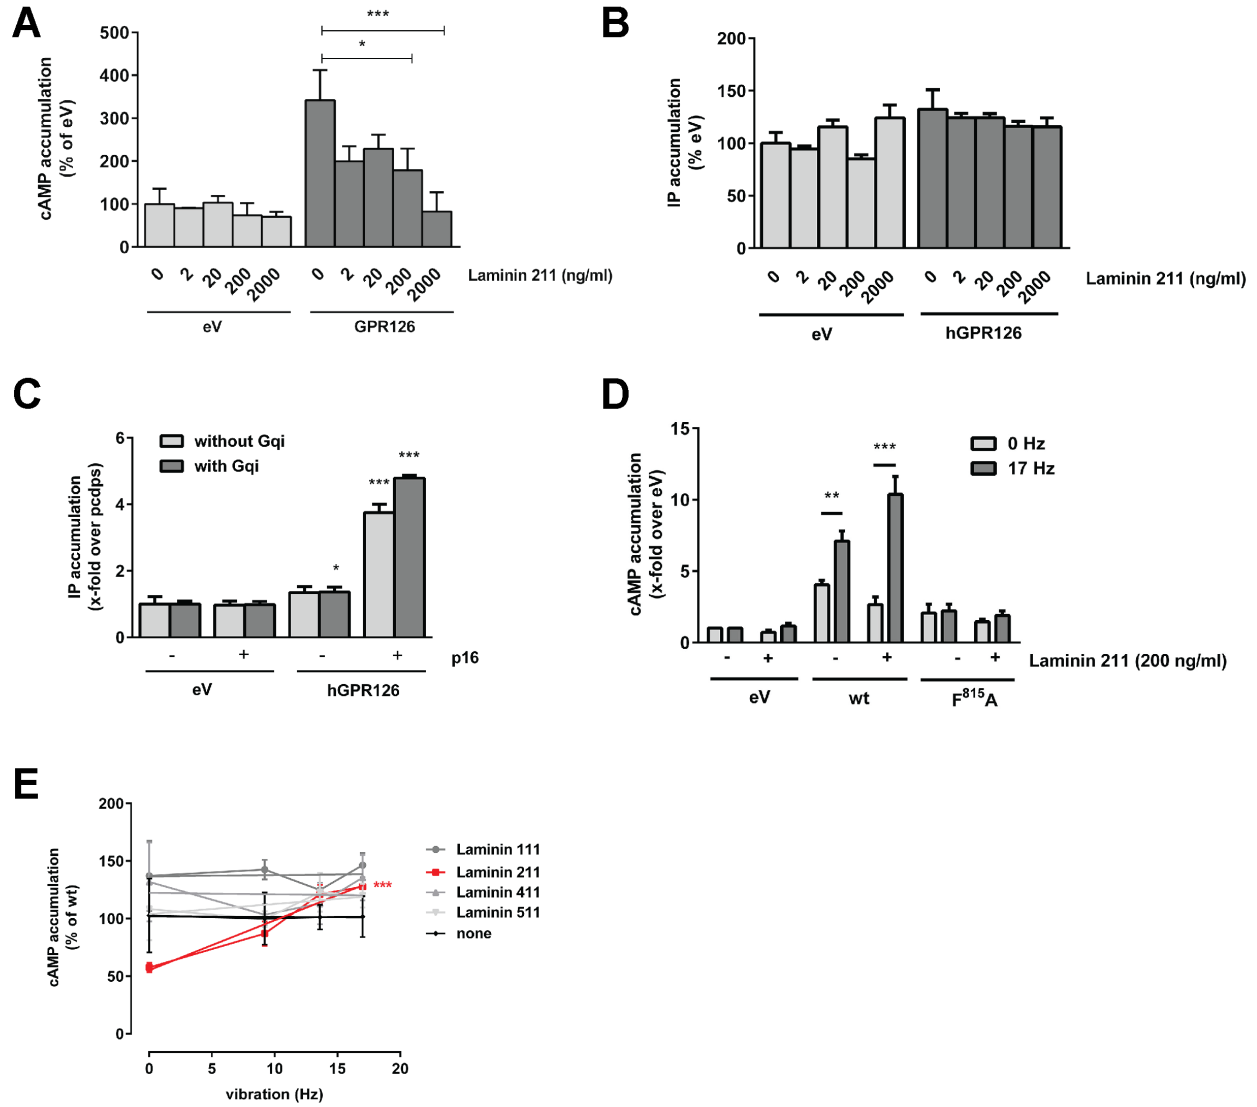 A
cAMP accumulation
(% of eV)
500
400
300
200
100
0
***
*
0 2 20 200 2000 0 2 20 200 2000
Laminin 211 (ng/ml)
eV GPR126
B
IP accumulation
(% eV)
200
150
100
50
0
0 2 20 200 2000 0 2 20 200 2000
Laminin 211 (ng/ml)
eV hGPR126
C
IP accumulation
(x-fold over pcdps)
6
4
2
0
without Gqi
with Gqi
*
***
***
- + - + p16
eV hGPR126
D
cAMP accumulation
(x-fold over eV)
15
10
5
0
**
***
0 Hz
17 Hz
- + - + - + Laminin 211 (200 ng/ml)
eV wt F⁸¹⁵A
E
cAMP accumulation
(% of wt)
200
150
100
50
0
***
Laminin 111
Laminin 211
Laminin 411
Laminin 511
none
0 5 10 15 20
vibration (Hz)